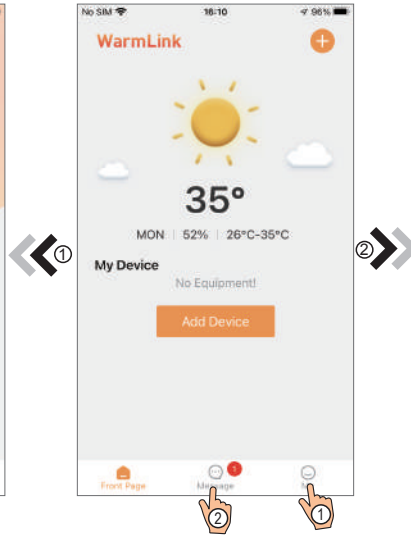 No SIM 16:10 96%
WarmLink
35°
MON 52% 26°C-35°C
My Device
No Equipment!
Add Device
1
Front Page Message
① ②
② ①